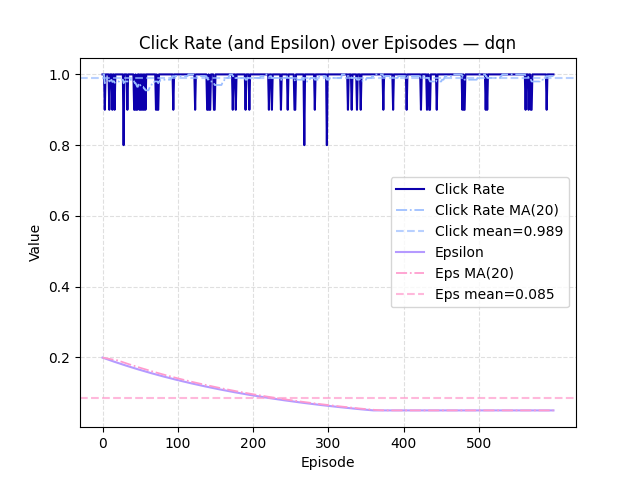 Click Rate (and Epsilon) over Episodes — dqn
Value
1.0
0.8
0.6
0.4
0.2
Click Rate
Click Rate MA(20)
Click mean=0.989
Epsilon
Eps MA(20)
Eps mean=0.085
0 100 200 300 400 500
Episode